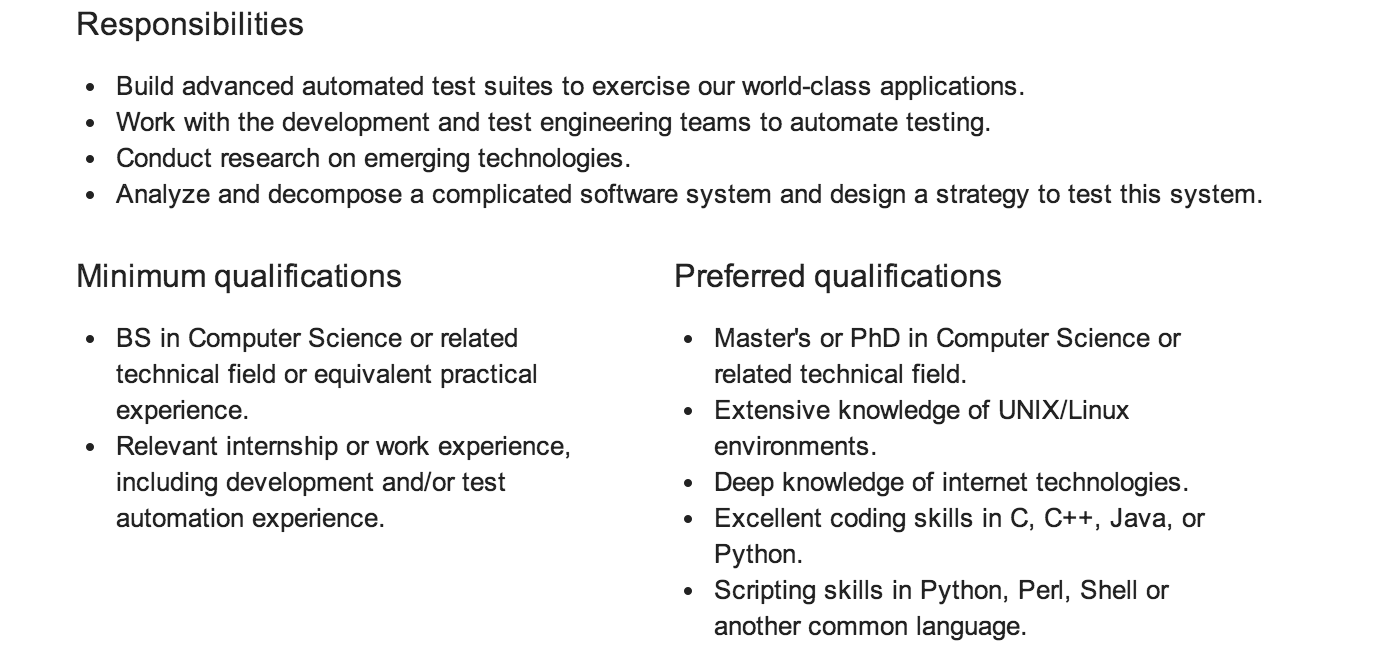 Responsibilities
• Build advanced automated test suites to exercise our world-class applications.
• Work with the development and test engineering teams to automate testing.
• Conduct research on emerging technologies.
• Analyze and decompose a complicated software system and design a strategy to test this system.
Minimum qualifications
• BS in Computer Science or related
technical field or equivalent practical
experience.
• Relevant internship or work experience,
including development and/or test
automation experience.
Preferred qualifications
• Master's or PhD in Computer Science or
related technical field.
• Extensive knowledge of UNIX/Linux
environments.
• Deep knowledge of internet technologies.
• Excellent coding skills in C, C++, Java, or
Python.
• Scripting skills in Python, Perl, Shell or
another common language.